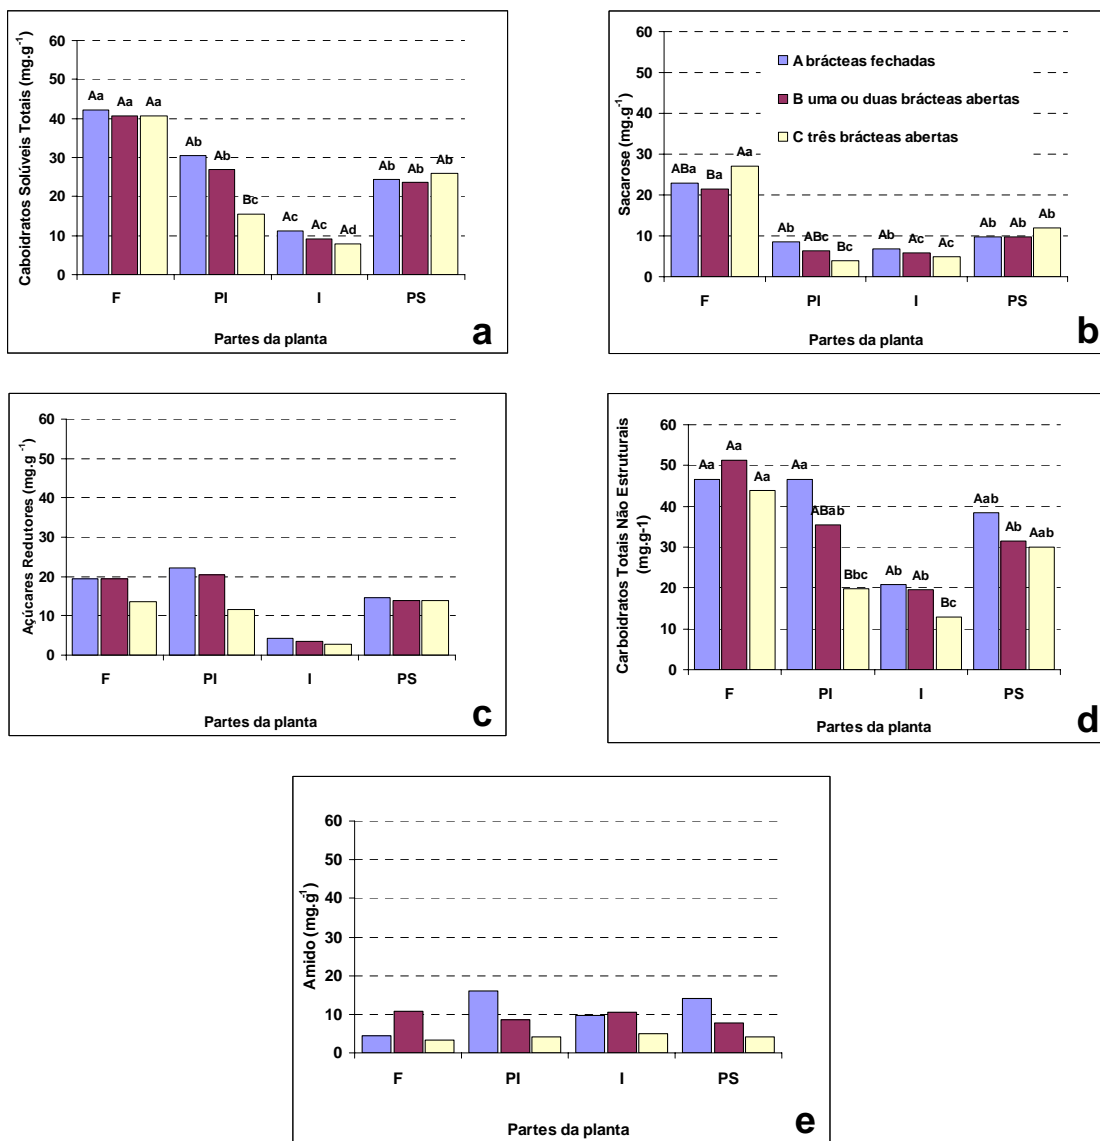 60
50
40
30
20
10
0
Caboidratos Solúveis Totais (mg.g-1)
Aa Aa Aa
Ab Ab Bc
Ac Ac Ad
Ab Ab Ab
F PI I PS
Partes da planta
a
60
50
40
30
20
10
0
Sacarose (mg.g-1)
A brácteas fechadas
B uma ou duas brácteas abertas
C três brácteas abertas
ABa Ba Aa
Ab ABc Bc
Ab Ac Ac
Ab Ab Ab
F PI I PS
Partes da planta
b
60
50
40
30
20
10
0
Açúcares Redutores (mg.g -1)
F PI I PS
Partes da planta
c
60
50
40
30
20
10
0
Carboidratos Totais Não Estruturais
(mg.g-1)
Aa Aa Aa
Aa ABab Bbc
Ab Ab Bc
Aab Ab Aab
F PI I PS
Partes da planta
d
60
50
40
30
20
10
0
Amido (mg.g-1)
F PI I PS
Partes da planta
e